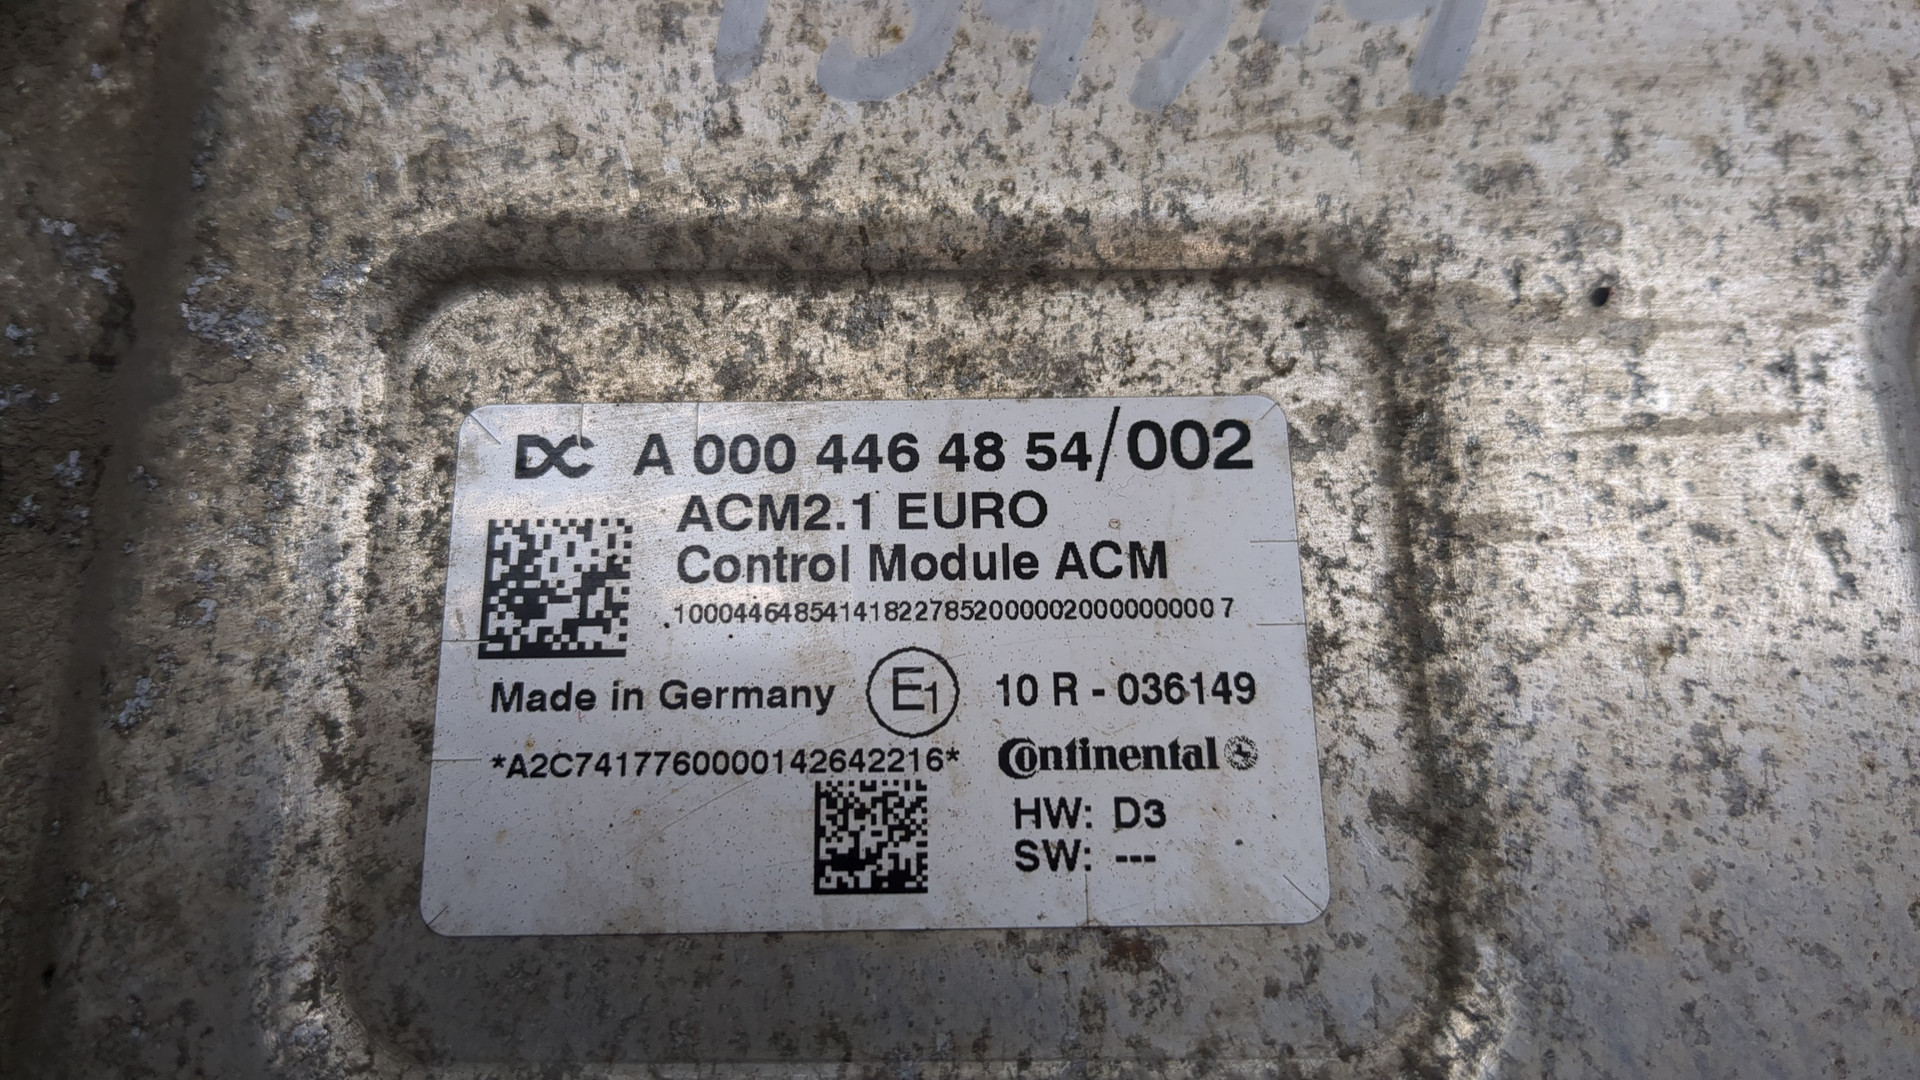 DC A 000 446 48 54/002
ACM2.1 EURO
Control Module ACM
10004464854141822785200000200000000007
Made in Germany E1 10 R - 036149
*A2C7417760000142642216* Continental
HW: D3
SW: ---